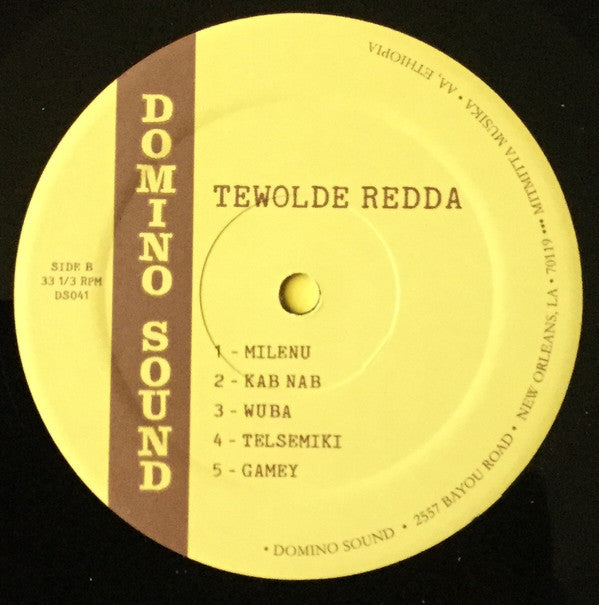 DOMINO SOUND
TEWOLDE REDDA
SIDE B
33 1/3 RPM
DS041
1 - MILENU
2 - KAB NAB
3 - WUBA
4 - TELSEMIKI
5 - GAMEY
• DOMINO SOUND • 2557 BAYOU ROAD • NEW ORLEANS, LA • 70119 ••• MITMITTA MUSIKA • AA, ETHIOPIA